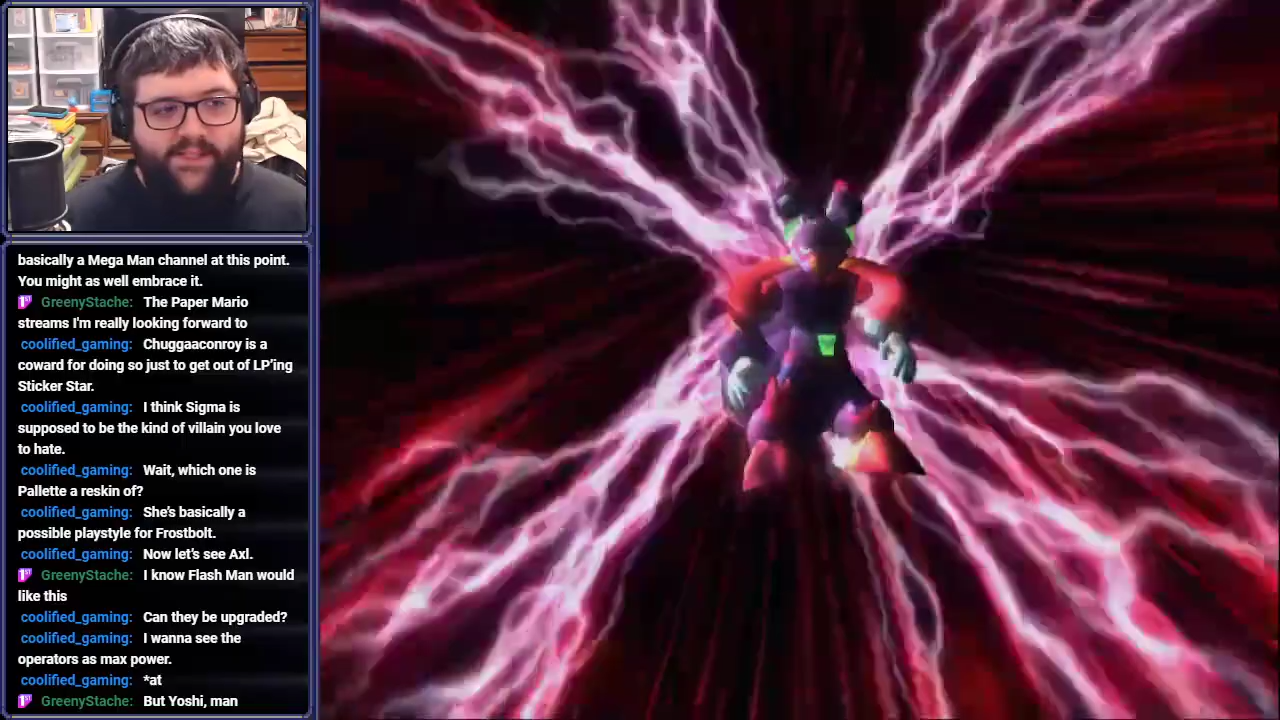 basically a Mega Man channel at this point.
You might as well embrace it.
GreenyStache: The Paper Mario
streams I'm really looking forward to
coolified_gaming: Chuggaaconroy is a
coward for doing so just to get out of LP'ing
Sticker Star.
coolified_gaming: I think Sigma is
supposed to be the kind of villain you love
to hate.
coolified_gaming: Wait, which one is
Pallette a reskin of?
coolified_gaming: She's basically a
possible playstyle for Frostbolt.
coolified_gaming: Now let's see Axl.
GreenyStache: I know Flash Man would
like this
coolified_gaming: Can they be upgraded?
coolified_gaming: I wanna see the
operators as max power.
coolified_gaming: *at
GreenyStache: But Yoshi, man